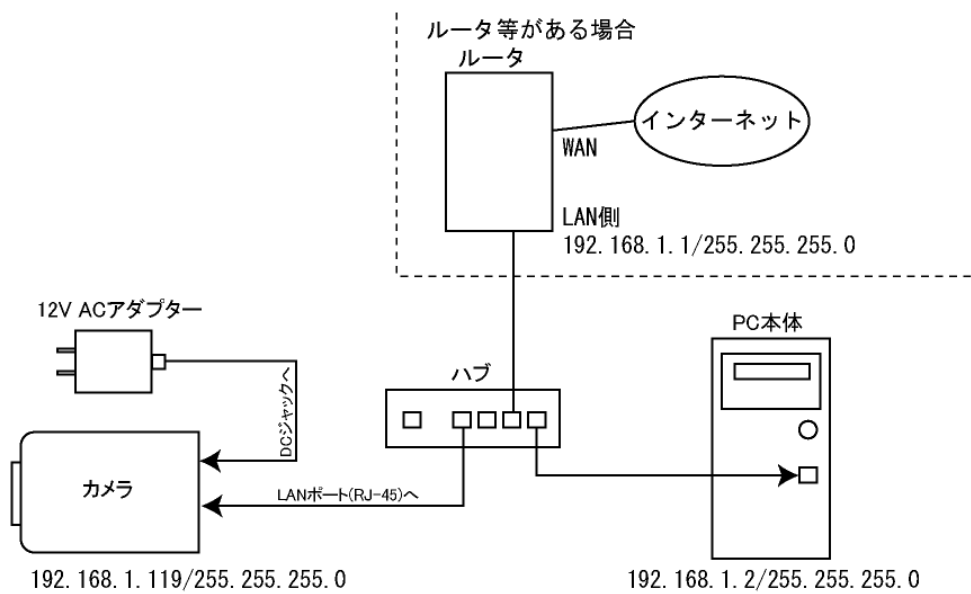 ルータ等がある場合
ルータ
インターネット
WAN
LAN側
192.168.1.1/255.255.255.0
12V ACアダプター
PC本体
ハブ
DCジャックへ
カメラ
LANポート(RJ-45)へ
192.168.1.119/255.255.255.0
192.168.1.2/255.255.255.0